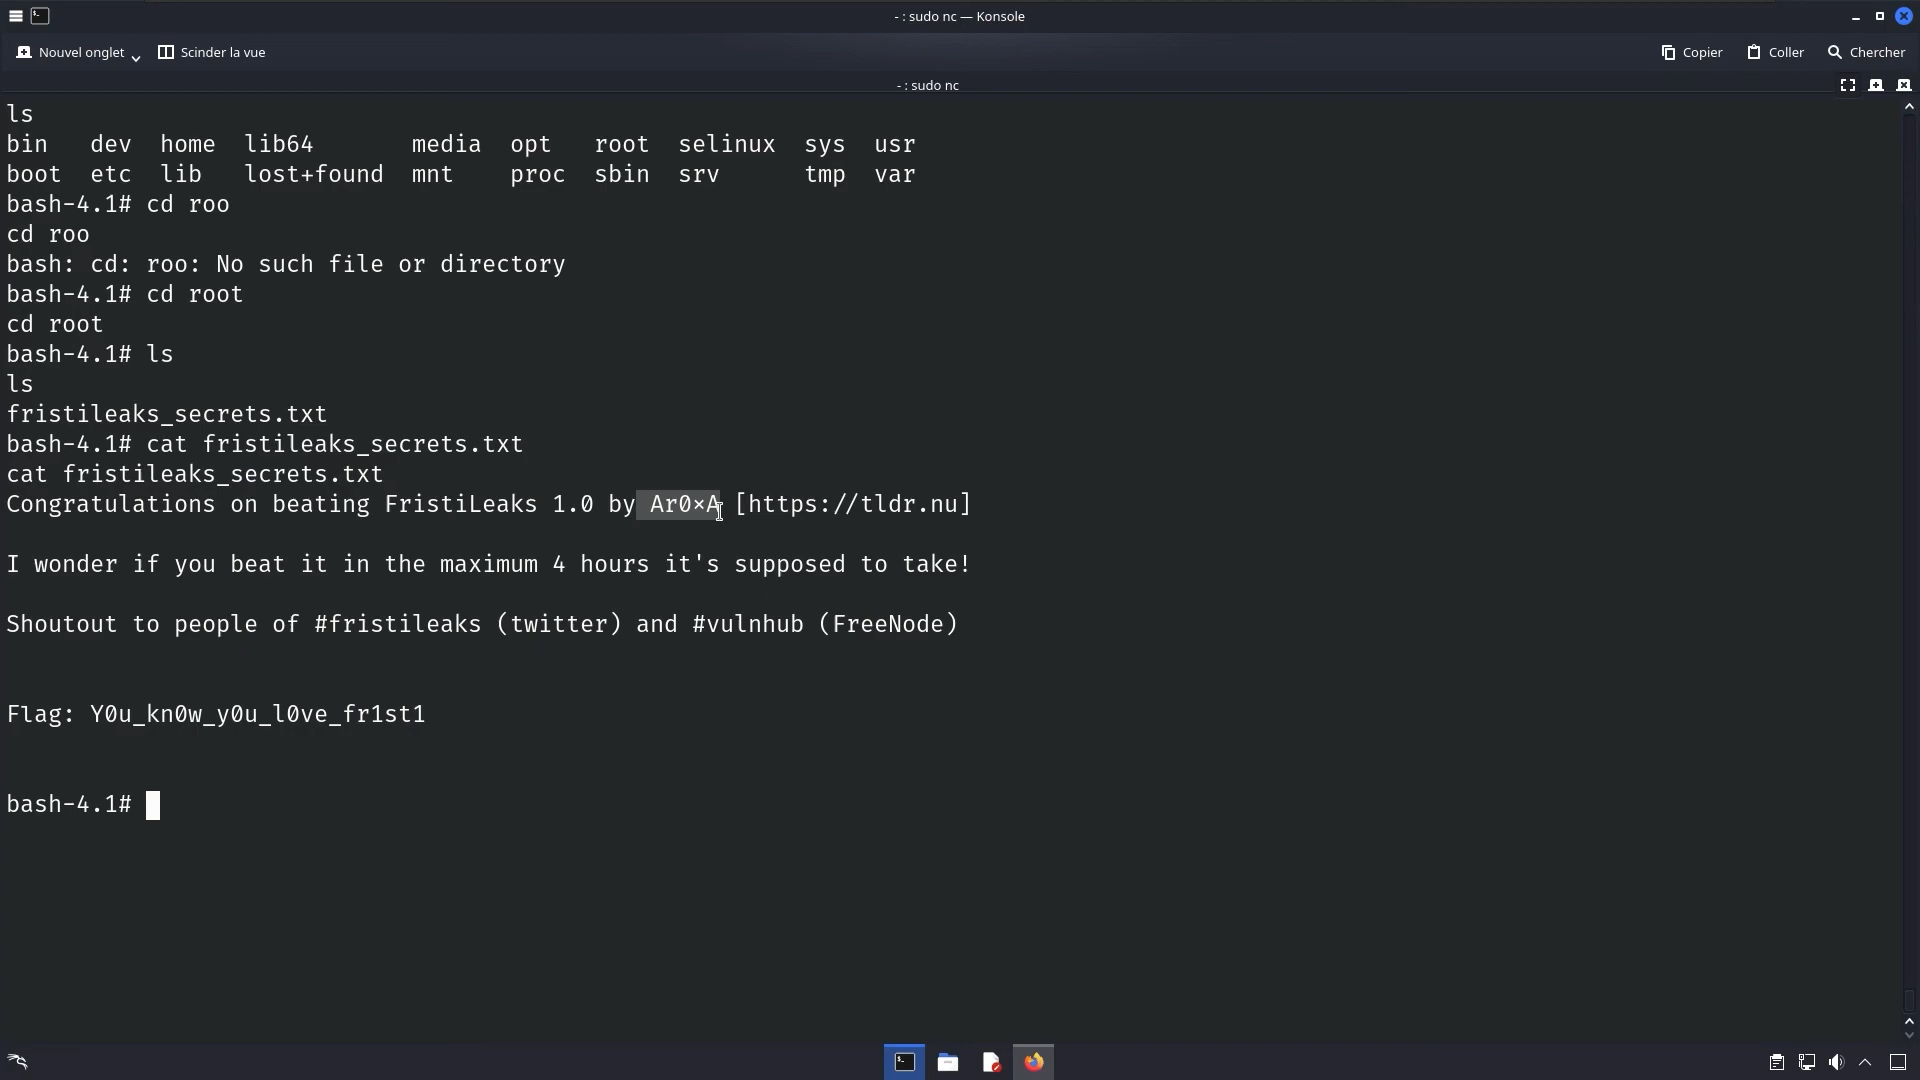 - : sudo nc — Konsole
Nouvel onglet Scinder la vue Copier Coller Chercher
- : sudo nc
ls
bin dev home lib64 media opt root selinux sys usr
boot etc lib lost+found mnt proc sbin srv tmp var
bash-4.1# cd roo
cd roo
bash: cd: roo: No such file or directory
bash-4.1# cd root
cd root
bash-4.1# ls
ls
fristileaks_secrets.txt
bash-4.1# cat fristileaks_secrets.txt
cat fristileaks_secrets.txt
Congratulations on beating FristiLeaks 1.0 by Ar0×A [https://tldr.nu]
I wonder if you beat it in the maximum 4 hours it's supposed to take!
Shoutout to people of #fristileaks (twitter) and #vulnhub (FreeNode)
Flag: Y0u_kn0w_y0u_l0ve_fr1st1
bash-4.1#